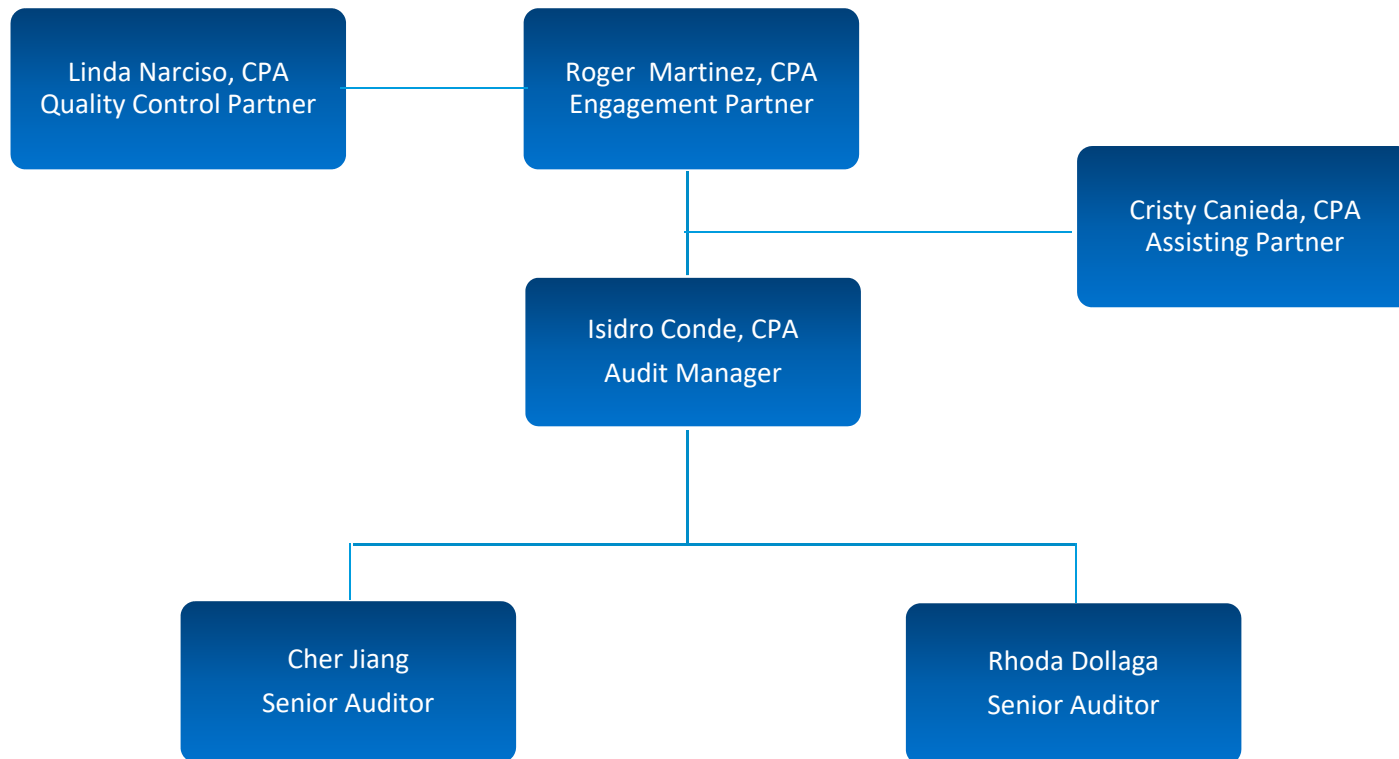 Linda Narciso, CPA
Quality Control Partner
Roger  Martinez, CPA
Engagement Partner
Cristy Canieda, CPA
Assisting Partner
Isidro Conde, CPA
Audit Manager
Cher Jiang
Senior Auditor
Rhoda Dollaga
Senior Auditor